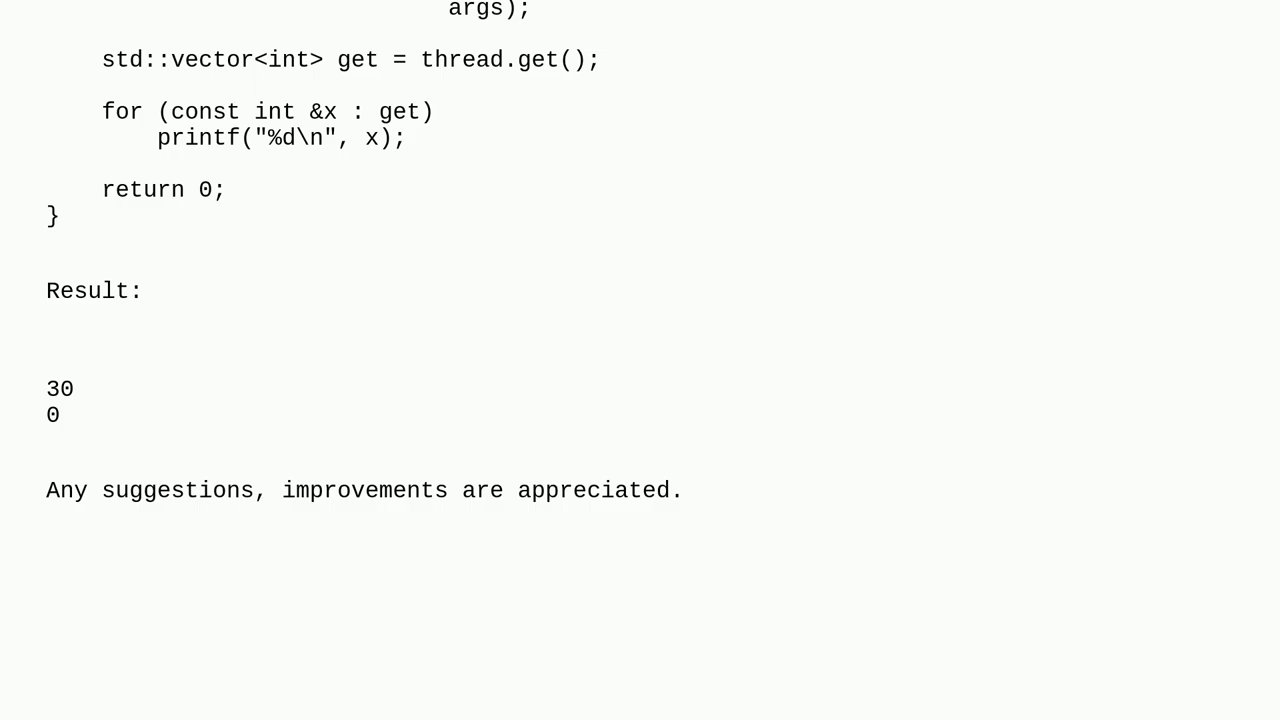 args);
std::vector<int> get = thread.get();
for (const int &x : get)
printf("%d\n", x);
return 0;
}
Result:
30
0
Any suggestions, improvements are appreciated.